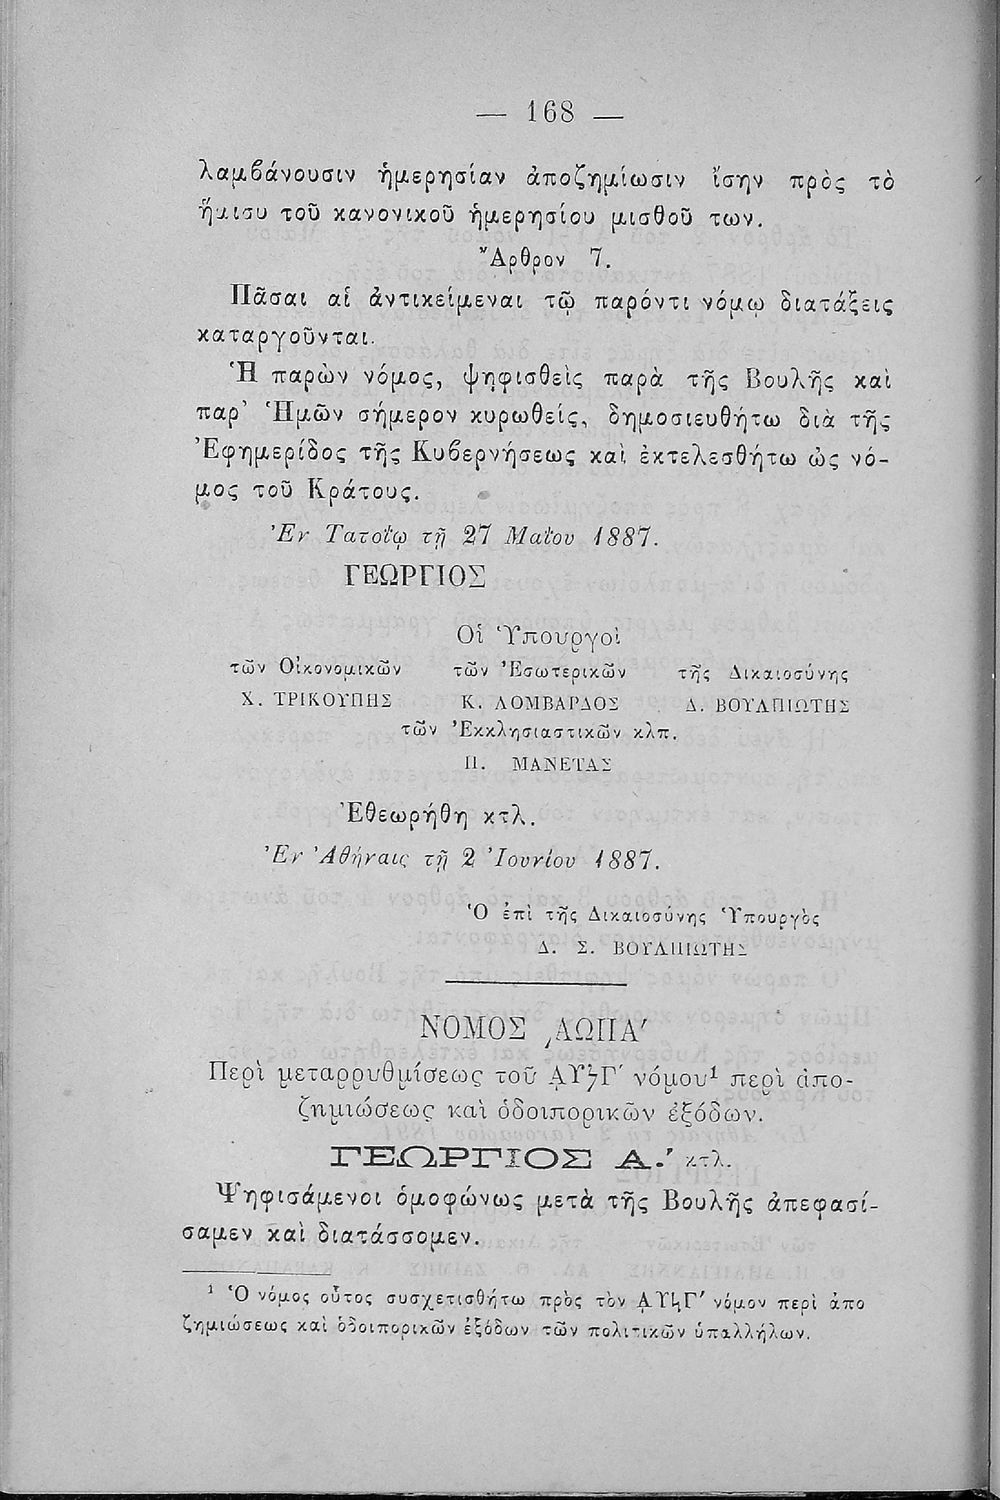 — 168 —
λαμβάνουσιν ἡμερησίαν ἀποζημίωσιν ἴσην πρὸς τὸ
ἥμισυ τοῦ κανονικοῦ ἡμερησίου μισθοῦ των.
Ἄρθρον 7.
Πᾶσαι αἱ ἀντικείμεναι τῷ παρόντι νόμῳ διατάξεις
καταργοῦνται.
Ἡ παρὼν νόμος, ψηφισθεὶς παρὰ τῆς Βουλῆς καὶ
παρ' Ἡμῶν σήμερον κυρωθείς, δημοσιευθήτω διὰ τῆς
Ἐφημερίδος τῆς Κυβερνήσεως καὶ ἐκτελεσθήτω ὡς νό-
μος τοῦ Κράτους.
Ἐν Τατοΐῳ τῇ 27 Μαΐου 1887.
ΓΕΩΡΓΙΟΣ
Οἱ Ὑπουργοὶ
τῶν Οἰκονομικῶν τῶν Ἐσωτερικῶν τῆς Δικαιοσύνης
Χ. ΤΡΙΚΟΥΠΗΣ Κ. ΛΟΜΒΑΡΔΟΣ Δ. ΒΟΥΛΠΙΩΤΗΣ
τῶν Ἐκκλησιαστικῶν κλπ.
Π. ΜΑΝΕΤΑΣ
Ἐθεωρήθη κτλ.
Ἐν Ἀθήναις τῇ 2 Ἰουνίου 1887.
Ὁ ἐπὶ τῆς Δικαιοσύνης Ὑπουργὸς
Δ. Σ. ΒΟΥΛΠΙΩΤΗΣ
ΝΟΜΟΣ ͵ΑΩΠΑ'
Περὶ μεταρρυθμίσεως τοῦ ͵ΑΥϟΓ' νόμου¹ περὶ ἀπο-
ζημιώσεως καὶ ὁδοιπορικῶν ἐξόδων.
ΓΕΩΡΓΙΟΣ Α.' κτλ.
Ψηφισάμενοι ὁμοφώνως μετὰ τῆς Βουλῆς ἀπεφασί-
σαμεν καὶ διατάσσομεν.
¹ Ὁ νόμος οὗτος συσχετισθήτω πρὸς τὸν ͵ΑΥϟΓ' νόμον περὶ ἀπο
ζημιώσεως καὶ ὁδοιπορικῶν ἐξόδων τῶν πολιτικῶν ὑπαλλήλων.